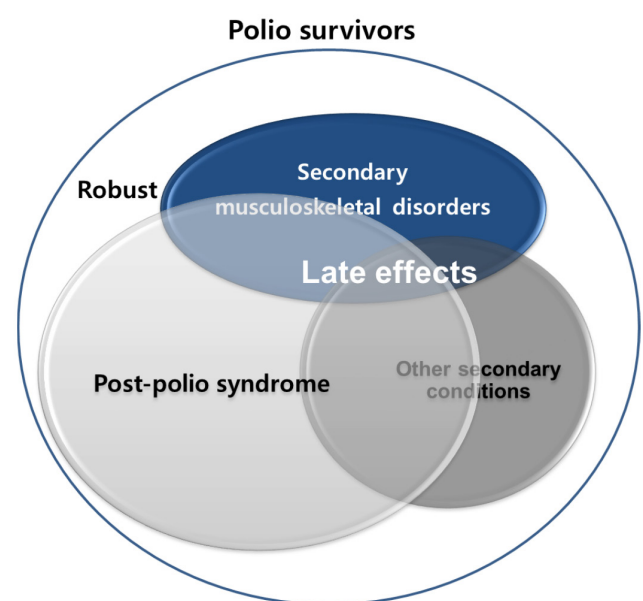 Polio survivors
Robust
Secondary
musculoskeletal disorders
Late effects
Post-polio syndrome
Other secondary
conditions